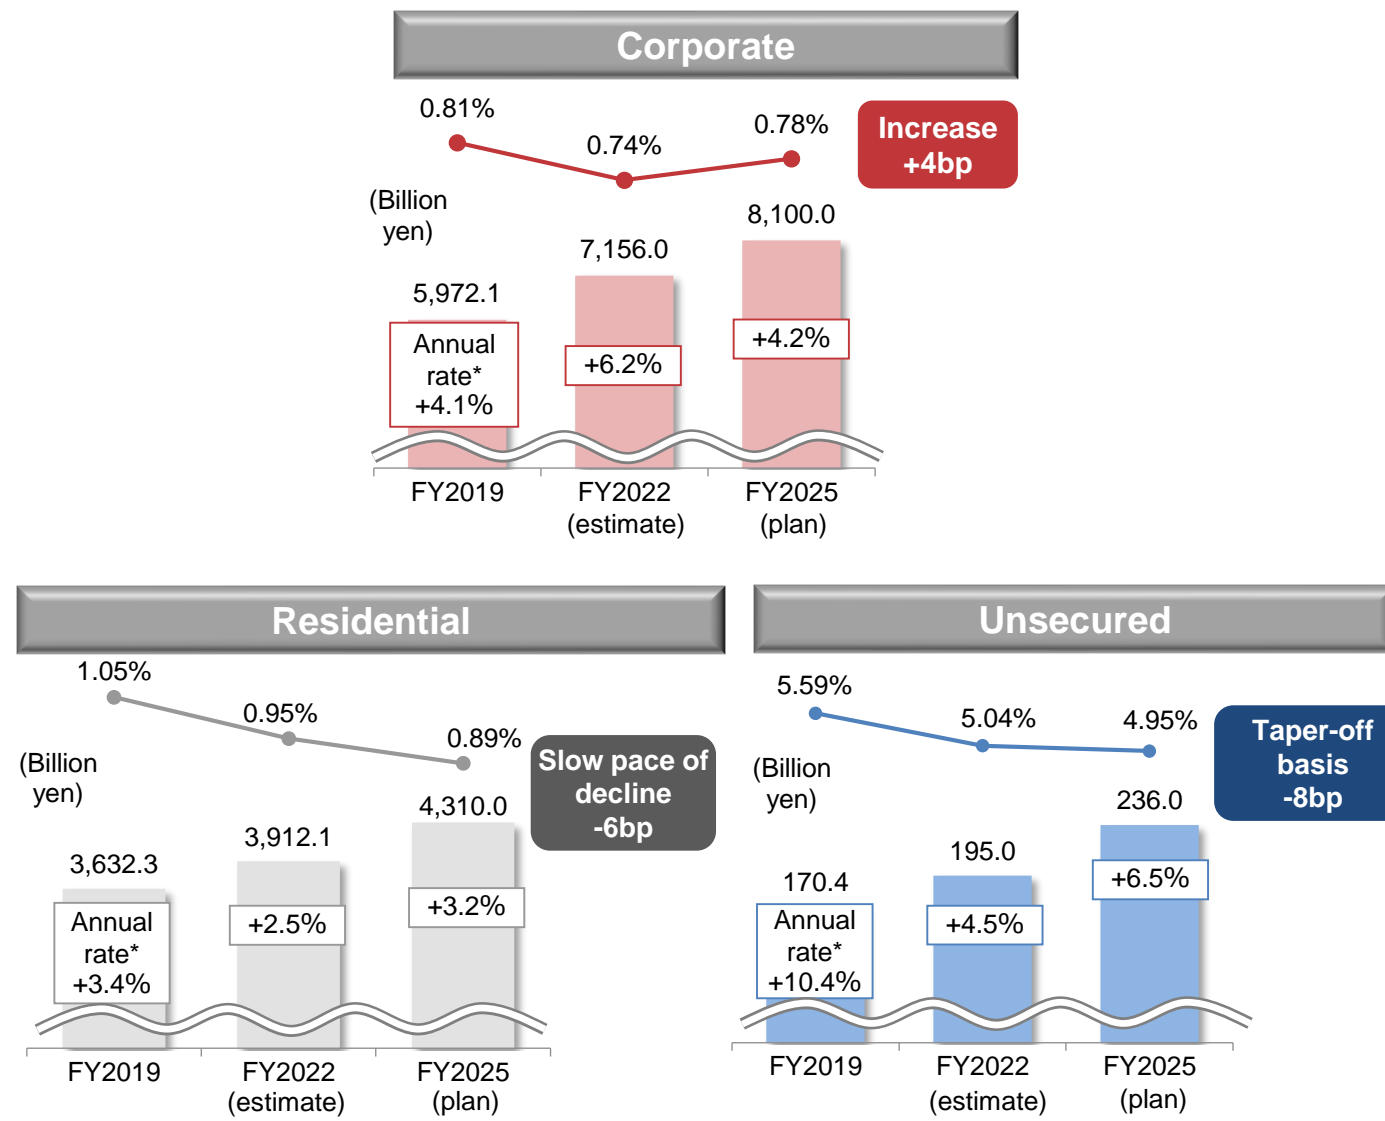 Corporate
0.81%
0.74%
0.78%
Increase
+4bp
(Billion
yen)
5,972.1
7,156.0
8,100.0
Annual
rate*
+4.1%
+6.2%
+4.2%
FY2019
FY2022
(estimate)
FY2025
(plan)
Residential
1.05%
0.95%
0.89%
Slow pace of
decline
-6bp
(Billion
yen)
3,632.3
3,912.1
4,310.0
Annual
rate*
+3.4%
+2.5%
+3.2%
FY2019
FY2022
(estimate)
FY2025
(plan)
Unsecured
5.59%
5.04%
4.95%
Taper-off
basis
-8bp
(Billion
yen)
170.4
195.0
236.0
Annual
rate*
+10.4%
+4.5%
+6.5%
FY2019
FY2022
(estimate)
FY2025
(plan)